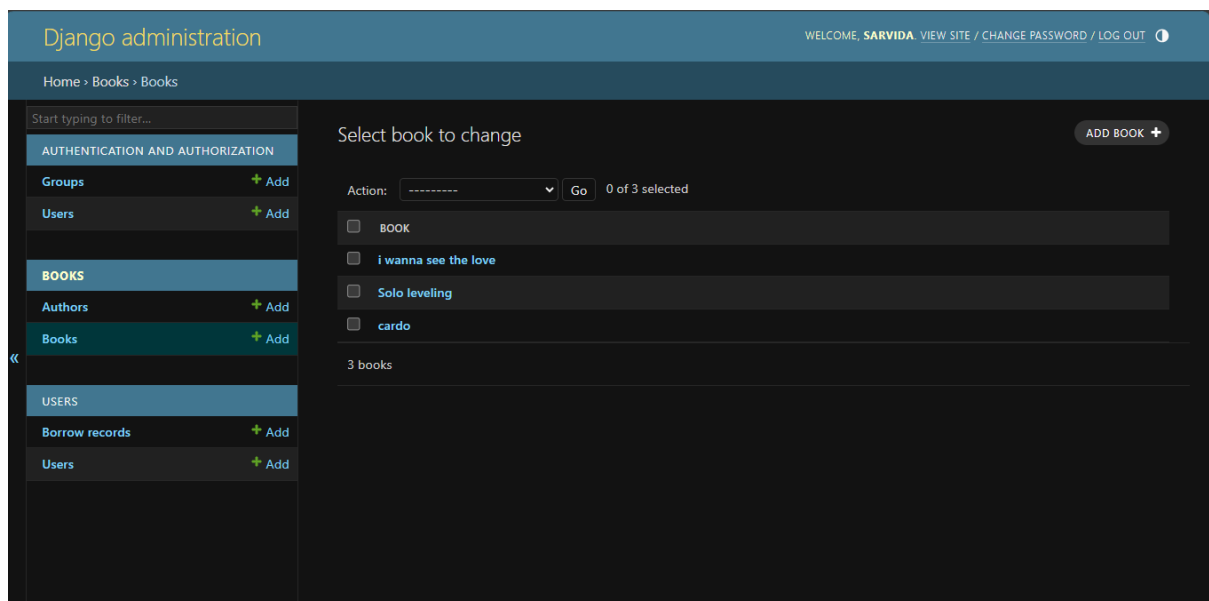 Django administration
WELCOME, SARVIDA. VIEW SITE / CHANGE PASSWORD / LOG OUT
Home › Books › Books
Start typing to filter...
AUTHENTICATION AND AUTHORIZATION
Groups + Add
Users + Add
BOOKS
Authors + Add
Books + Add
«
USERS
Borrow records + Add
Users + Add
Select book to change
ADD BOOK +
Action: --------- Go 0 of 3 selected
BOOK
i wanna see the love
Solo leveling
cardo
3 books